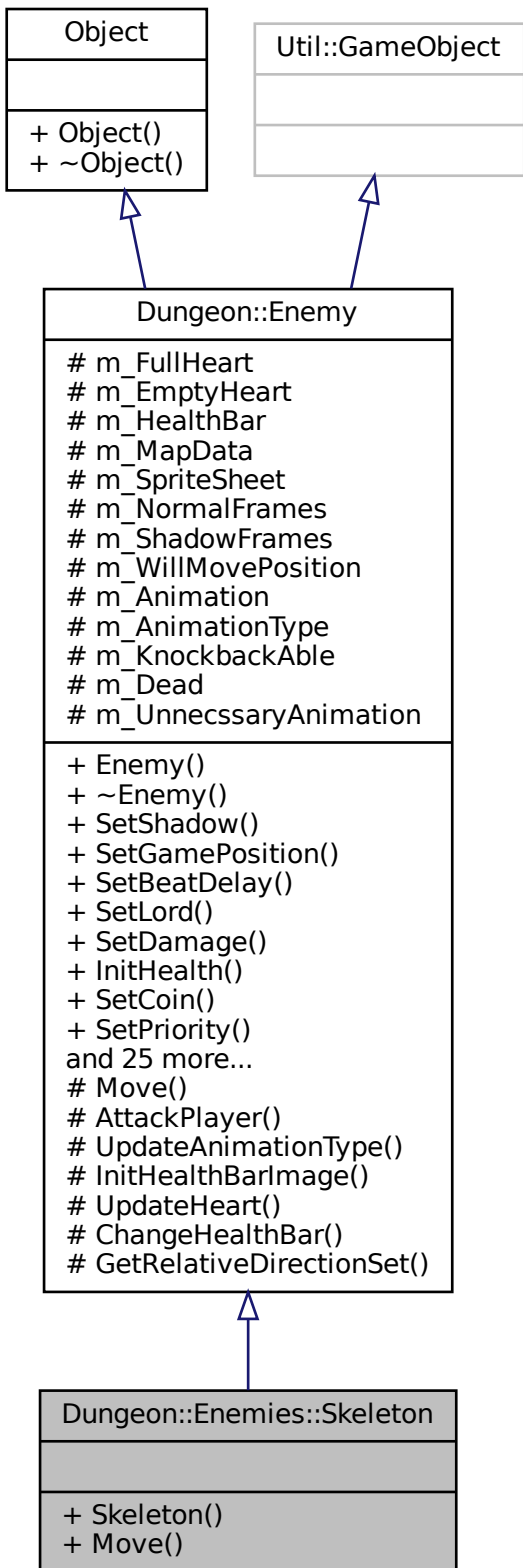 Object
+ Object()
+ ~Object()
Util::GameObject
Dungeon::Enemy
# m_FullHeart
# m_EmptyHeart
# m_HealthBar
# m_MapData
# m_SpriteSheet
# m_NormalFrames
# m_ShadowFrames
# m_WillMovePosition
# m_Animation
# m_AnimationType
# m_KnockbackAble
# m_Dead
# m_UnnecssaryAnimation
+ Enemy()
+ ~Enemy()
+ SetShadow()
+ SetGamePosition()
+ SetBeatDelay()
+ SetLord()
+ SetDamage()
+ InitHealth()
+ SetCoin()
+ SetPriority()
and 25 more...
# Move()
# AttackPlayer()
# UpdateAnimationType()
# InitHealthBarImage()
# UpdateHeart()
# ChangeHealthBar()
# GetRelativeDirectionSet()
Dungeon::Enemies::Skeleton
+ Skeleton()
+ Move()